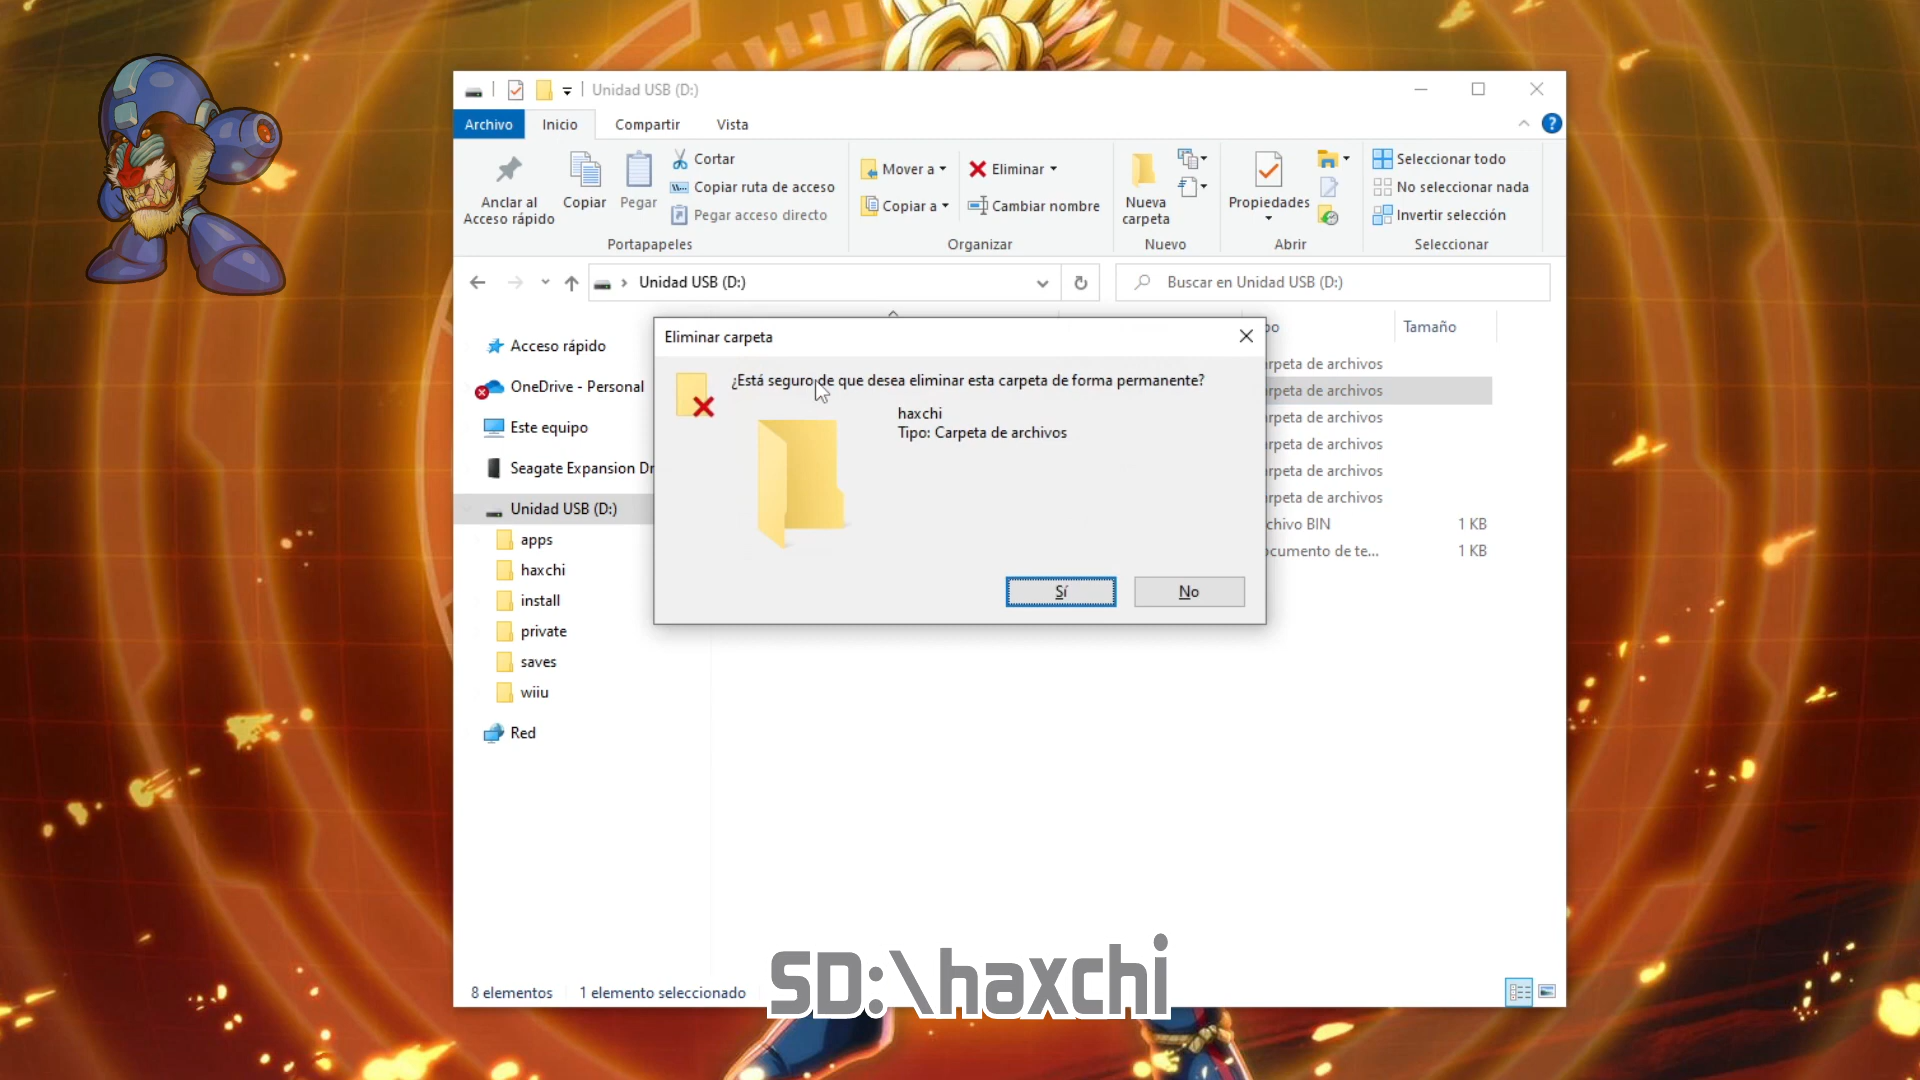 Unidad USB (D:)
Archivo
Inicio
Compartir
Vista
Anclar al
Acceso rápido
Copiar
Pegar
Cortar
Copiar ruta de acceso
Pegar acceso directo
Portapapeles
Mover a
Copiar a
Eliminar
Cambiar nombre
Organizar
Nueva
carpeta
Nuevo
Propiedades
Abrir
Seleccionar todo
No seleccionar nada
Invertir selección
Seleccionar
Unidad USB (D:)
Buscar en Unidad USB (D:)
Acceso rápido
OneDrive - Personal
Este equipo
Seagate Expansion Dr
Unidad USB (D:)
apps
haxchi
install
private
saves
wiiu
Red
po
Tamaño
rpeta de archivos
rpeta de archivos
rpeta de archivos
rpeta de archivos
rpeta de archivos
rpeta de archivos
chivo BIN
1 KB
ocumento de te...
1 KB
Eliminar carpeta
¿Está seguro de que desea eliminar esta carpeta de forma permanente?
haxchi
Tipo: Carpeta de archivos
Sí
No
8 elementos
1 elemento seleccionado
SD:\haxchi